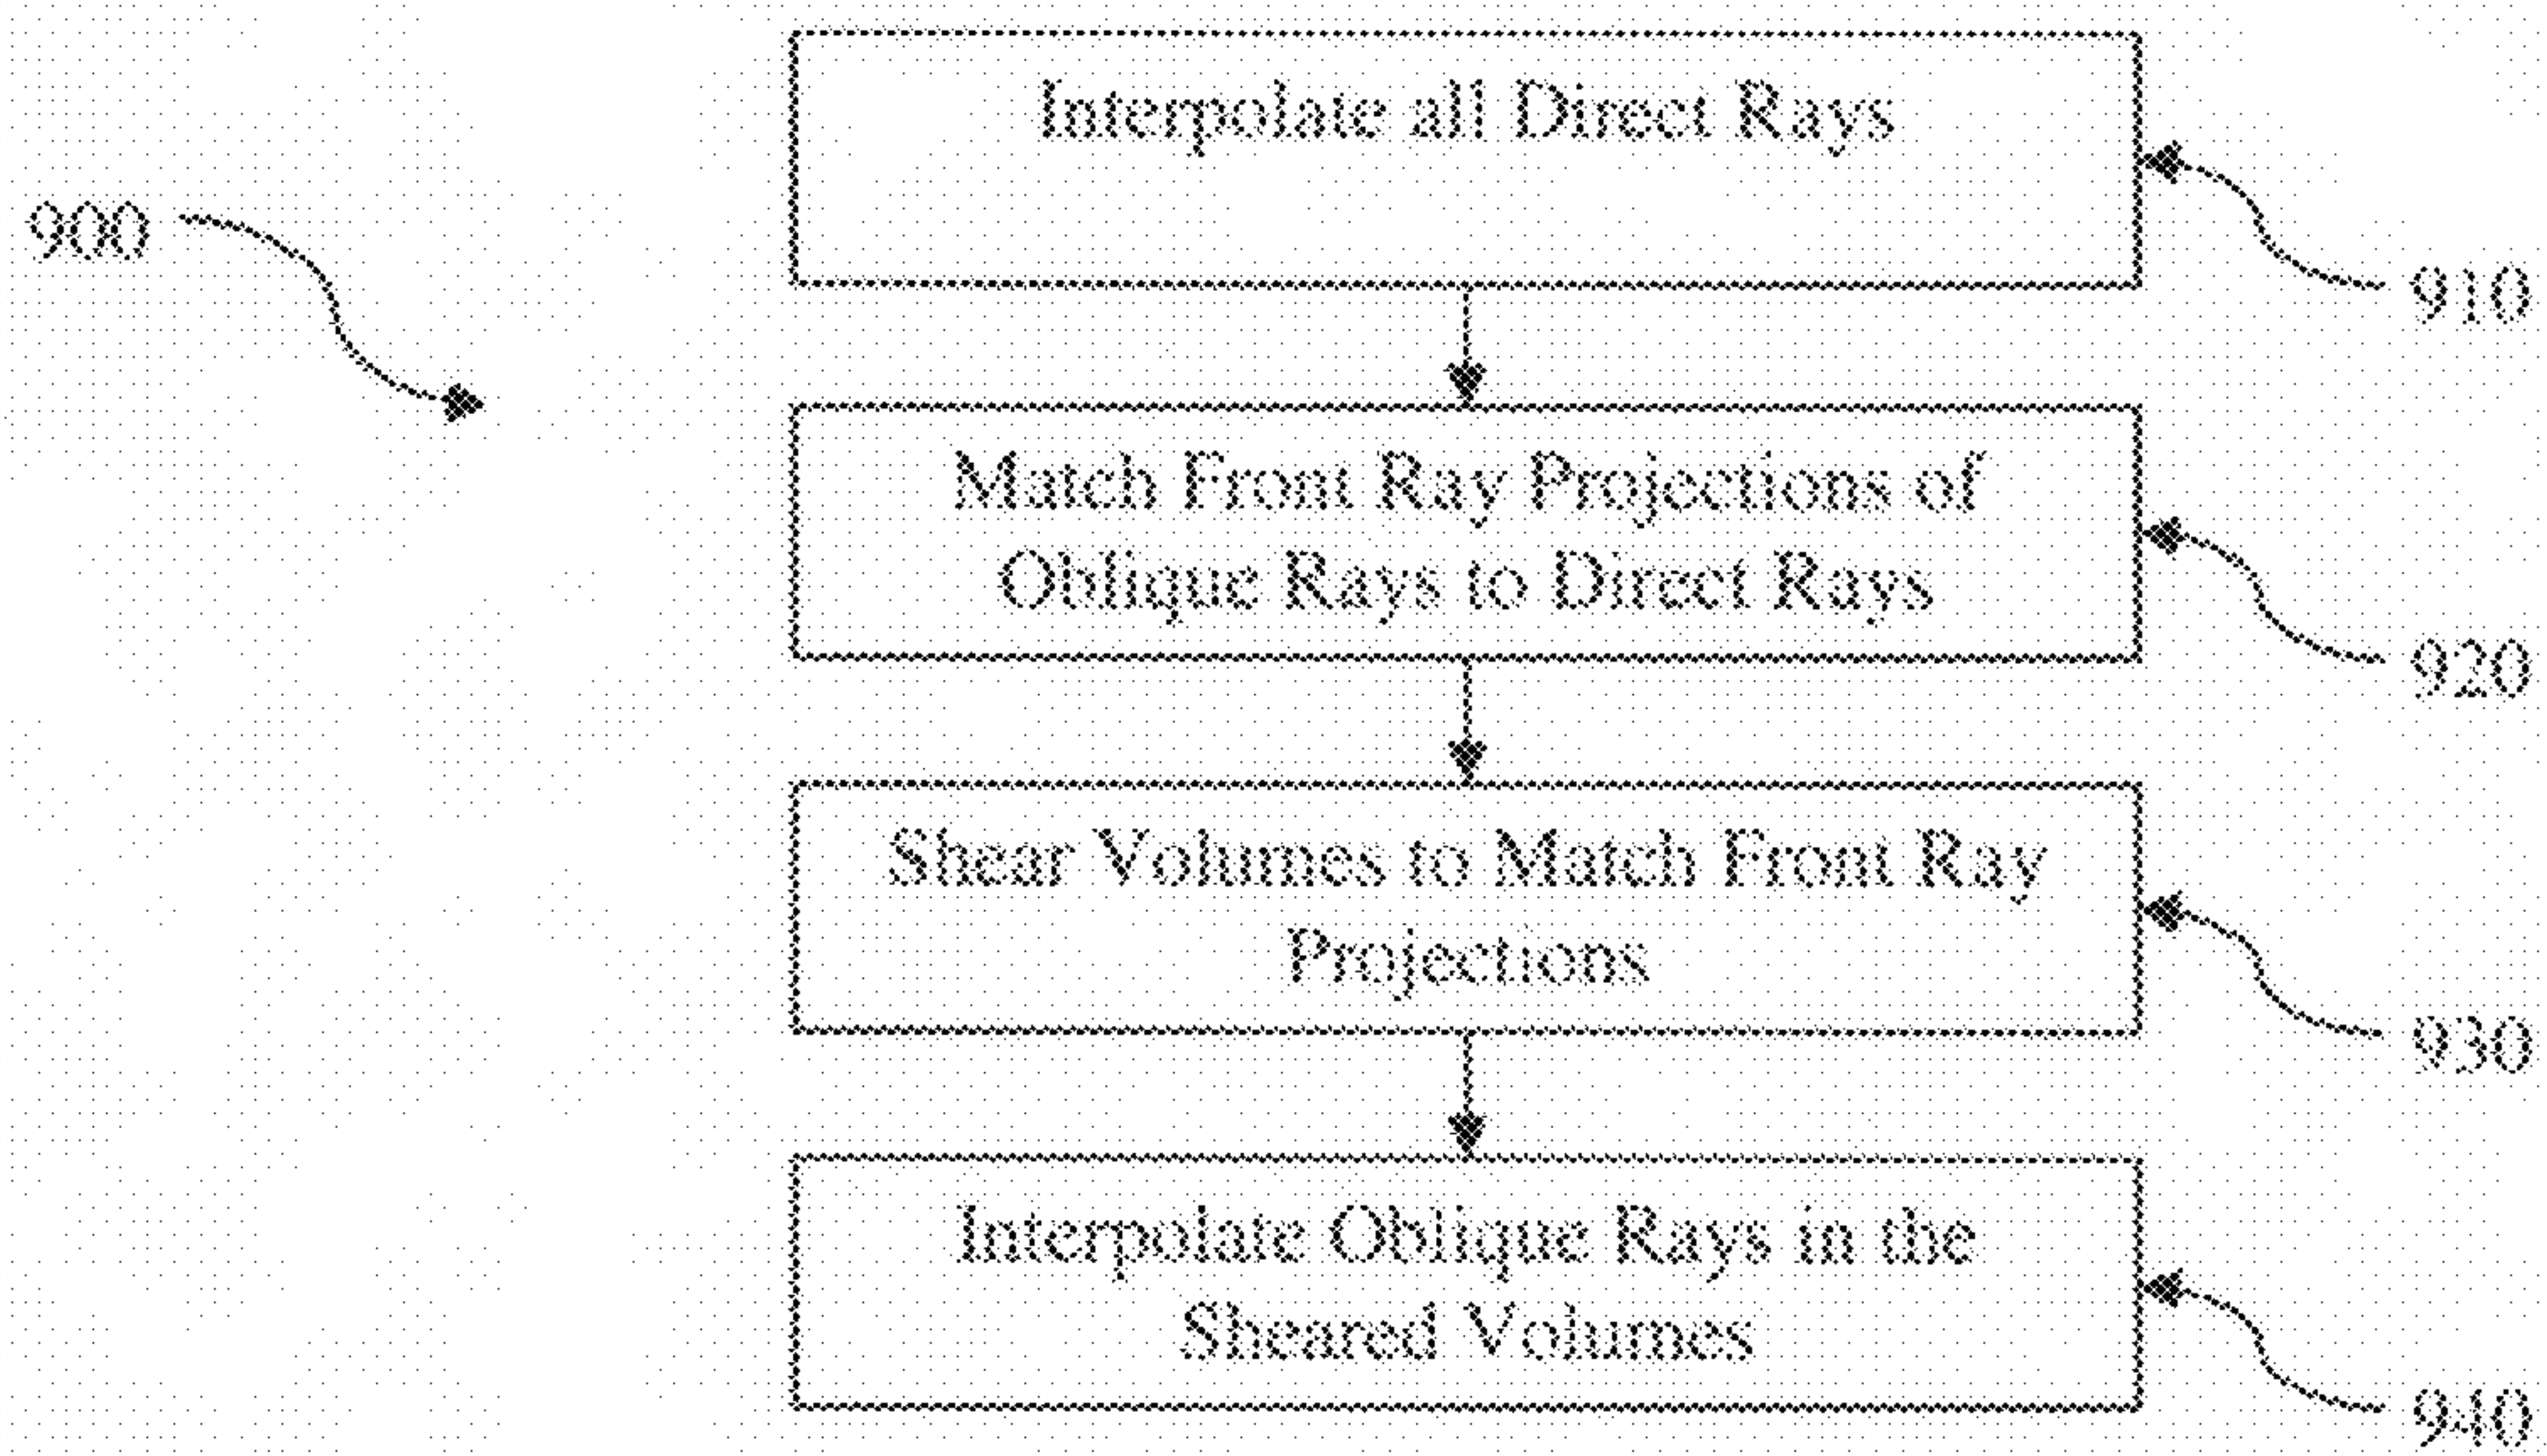 Interpolate all Direct Rays
900
910
Match Front Ray Projections of
Oblique Rays to Direct Rays
920
Shear Volumes to Match Front Ray
Projections
930
Interpolate Oblique Rays in the
Sheared Volumes
940